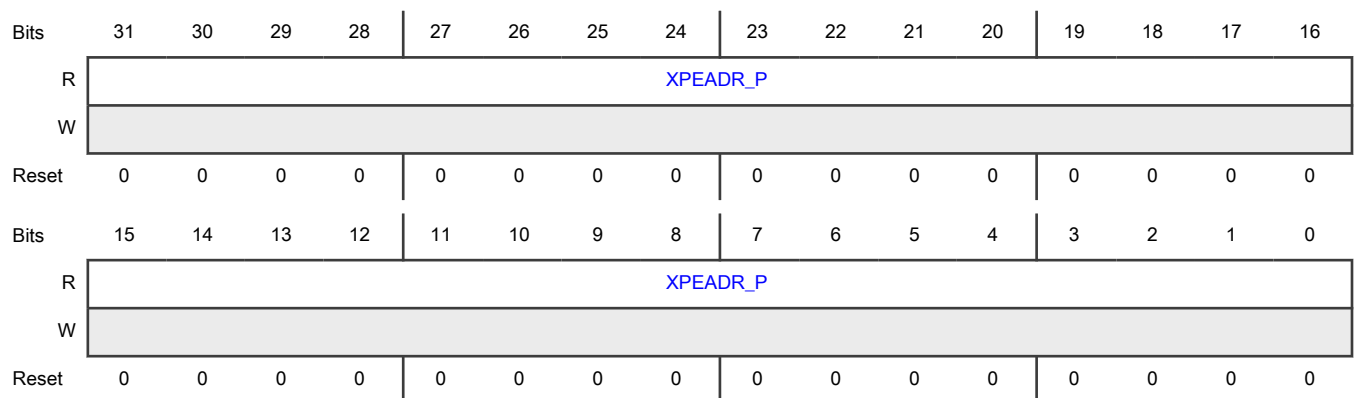 Bits 31 30 29 28 27 26 25 24 23 22 21 20 19 18 17 16
R XPEADR_P
W
Reset 0 0 0 0 0 0 0 0 0 0 0 0 0 0 0 0
Bits 15 14 13 12 11 10 9 8 7 6 5 4 3 2 1 0
R XPEADR_P
W
Reset 0 0 0 0 0 0 0 0 0 0 0 0 0 0 0 0